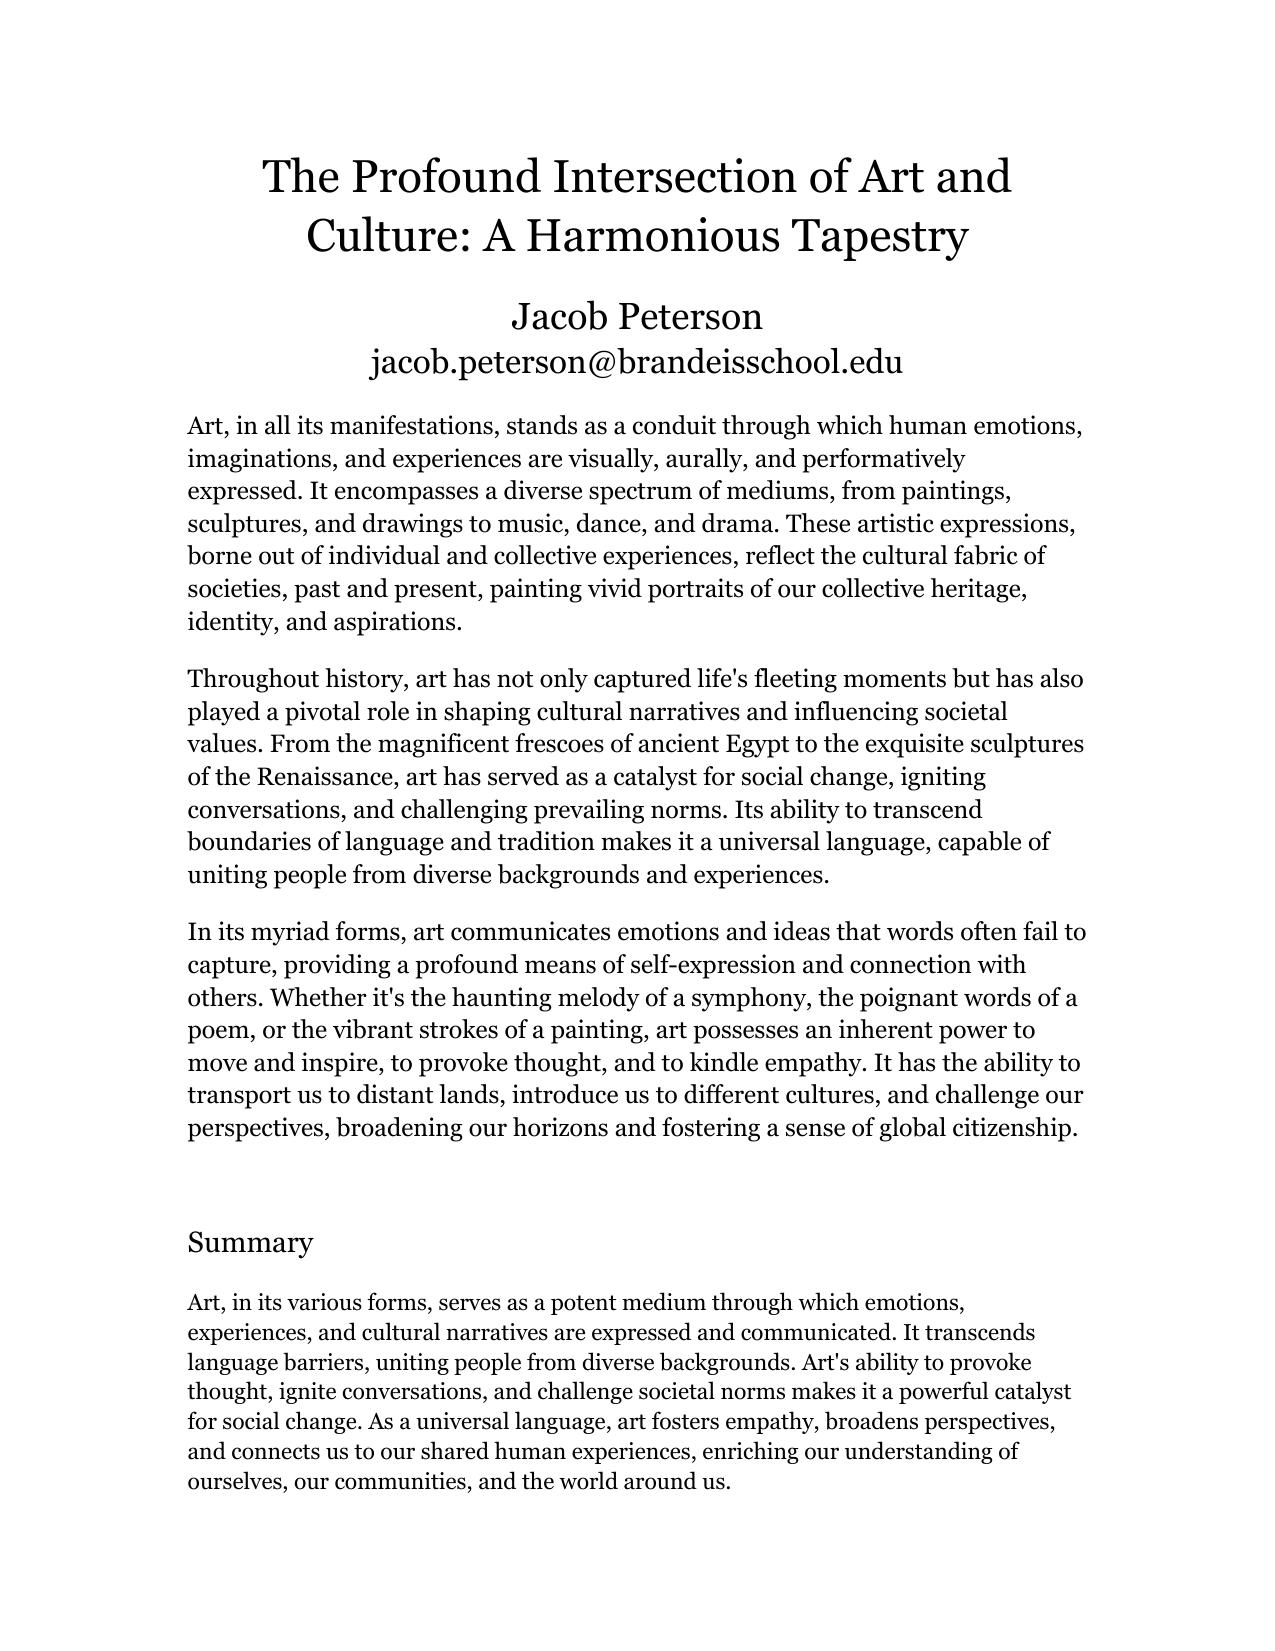 The Profound Intersection of Art and
Culture: A Harmonious Tapestry
Jacob Peterson
jacob.peterson@brandeisschool.edu
Art, in all its manifestations, stands as a conduit through which human emotions,
imaginations, and experiences are visually, aurally, and performatively
expressed. It encompasses a diverse spectrum of mediums, from paintings,
sculptures, and drawings to music, dance, and drama. These artistic expressions,
borne out of individual and collective experiences, reflect the cultural fabric of
societies, past and present, painting vivid portraits of our collective heritage,
identity, and aspirations.
Throughout history, art has not only captured life's fleeting moments but has also
played a pivotal role in shaping cultural narratives and influencing societal
values. From the magnificent frescoes of ancient Egypt to the exquisite sculptures
of the Renaissance, art has served as a catalyst for social change, igniting
conversations, and challenging prevailing norms. Its ability to transcend
boundaries of language and tradition makes it a universal language, capable of
uniting people from diverse backgrounds and experiences.
In its myriad forms, art communicates emotions and ideas that words often fail to
capture, providing a profound means of self-expression and connection with
others. Whether it's the haunting melody of a symphony, the poignant words of a
poem, or the vibrant strokes of a painting, art possesses an inherent power to
move and inspire, to provoke thought, and to kindle empathy. It has the ability to
transport us to distant lands, introduce us to different cultures, and challenge our
perspectives, broadening our horizons and fostering a sense of global citizenship.
Summary
Art, in its various forms, serves as a potent medium through which emotions,
experiences, and cultural narratives are expressed and communicated. It transcends
language barriers, uniting people from diverse backgrounds. Art's ability to provoke
thought, ignite conversations, and challenge societal norms makes it a powerful catalyst
for social change. As a universal language, art fosters empathy, broadens perspectives,
and connects us to our shared human experiences, enriching our understanding of
ourselves, our communities, and the world around us.